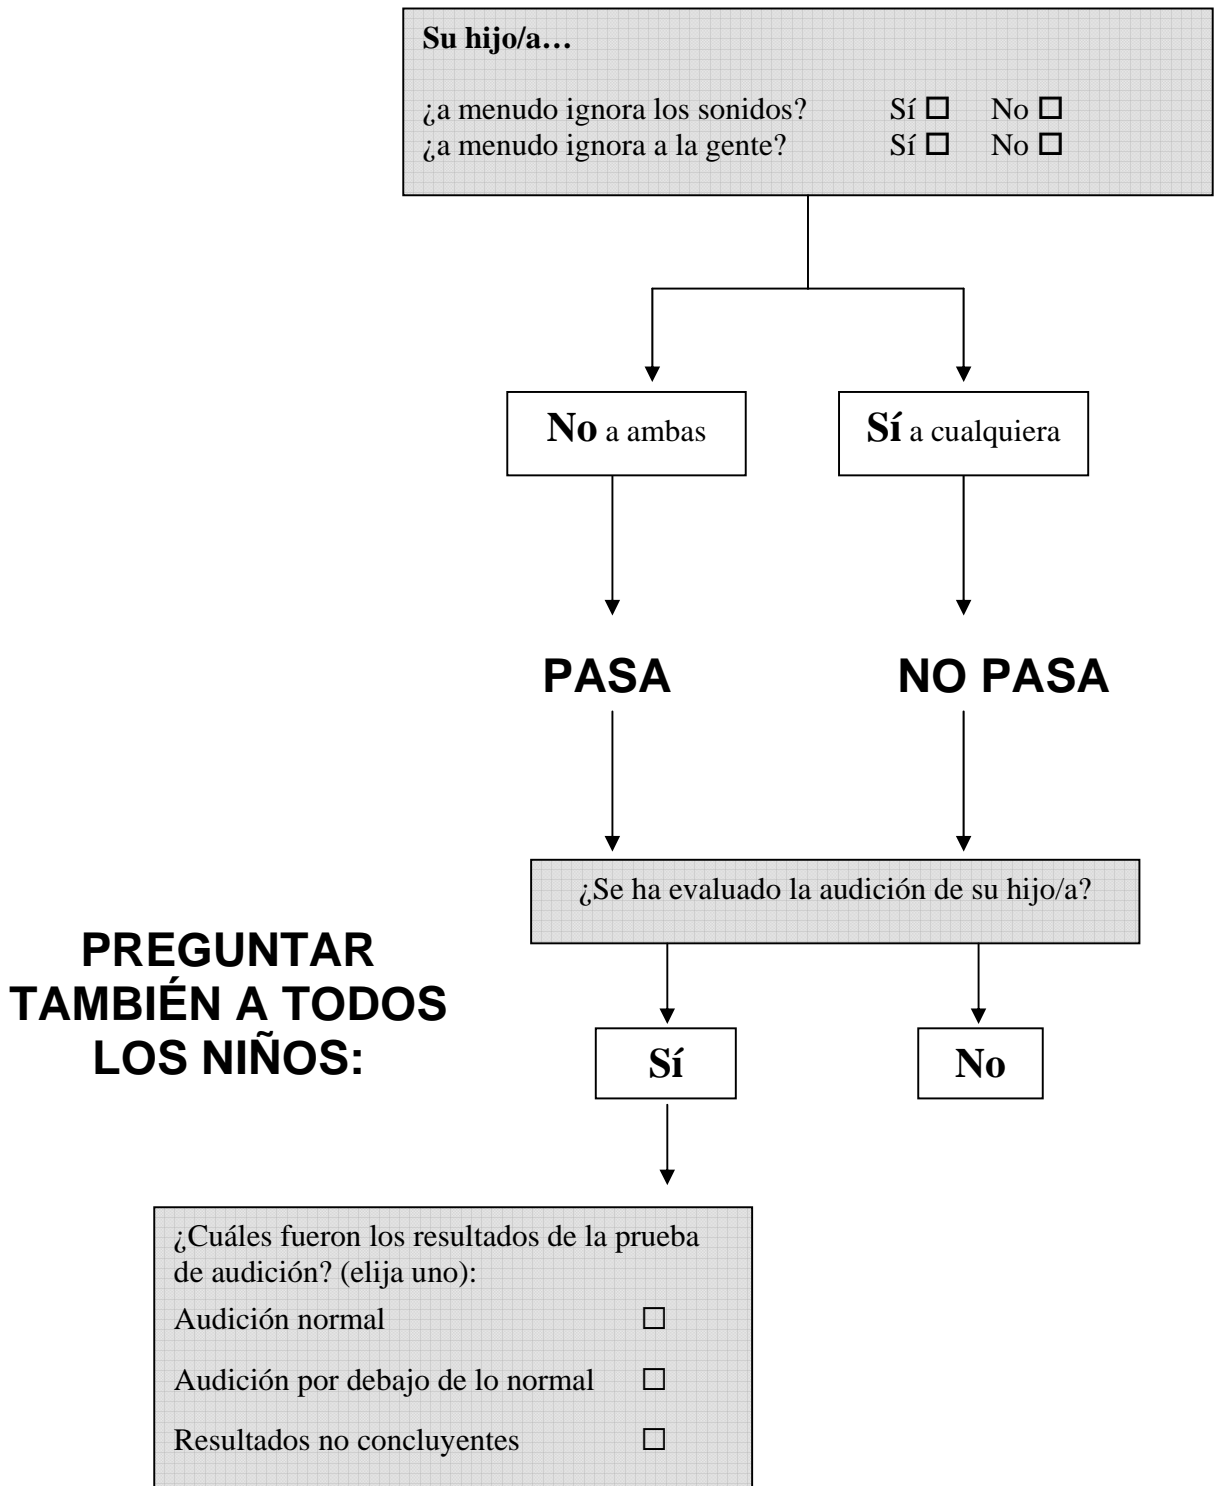 Su hijo/a…
¿a menudo ignora los sonidos? Sí ☐ No ☐
¿a menudo ignora a la gente? Sí ☐ No ☐
No a ambas
Sí a cualquiera
PASA
NO PASA
¿Se ha evaluado la audición de su hijo/a?
PREGUNTAR
TAMBIÉN A TODOS
LOS NIÑOS:
Sí
No
¿Cuáles fueron los resultados de la prueba
de audición? (elija uno):
Audición normal ☐
Audición por debajo de lo normal ☐
Resultados no concluyentes ☐